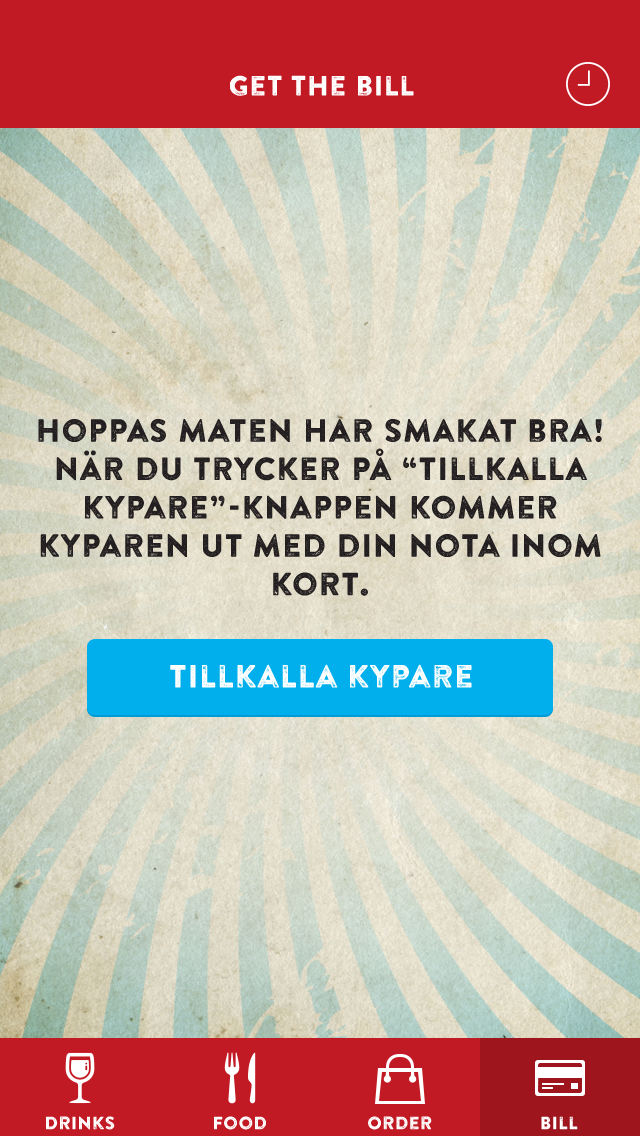 GET THE BILL
HOPPAS MATEN HAR SMAKAT BRA!
NÄR DU TRYCKER PÅ “TILLKALLA
KYPARE”-KNAPPEN KOMMER
KYPAREN UT MED DIN NOTA INOM
KORT.
TILLKALLA KYPARE
DRINKS
FOOD
ORDER
BILL